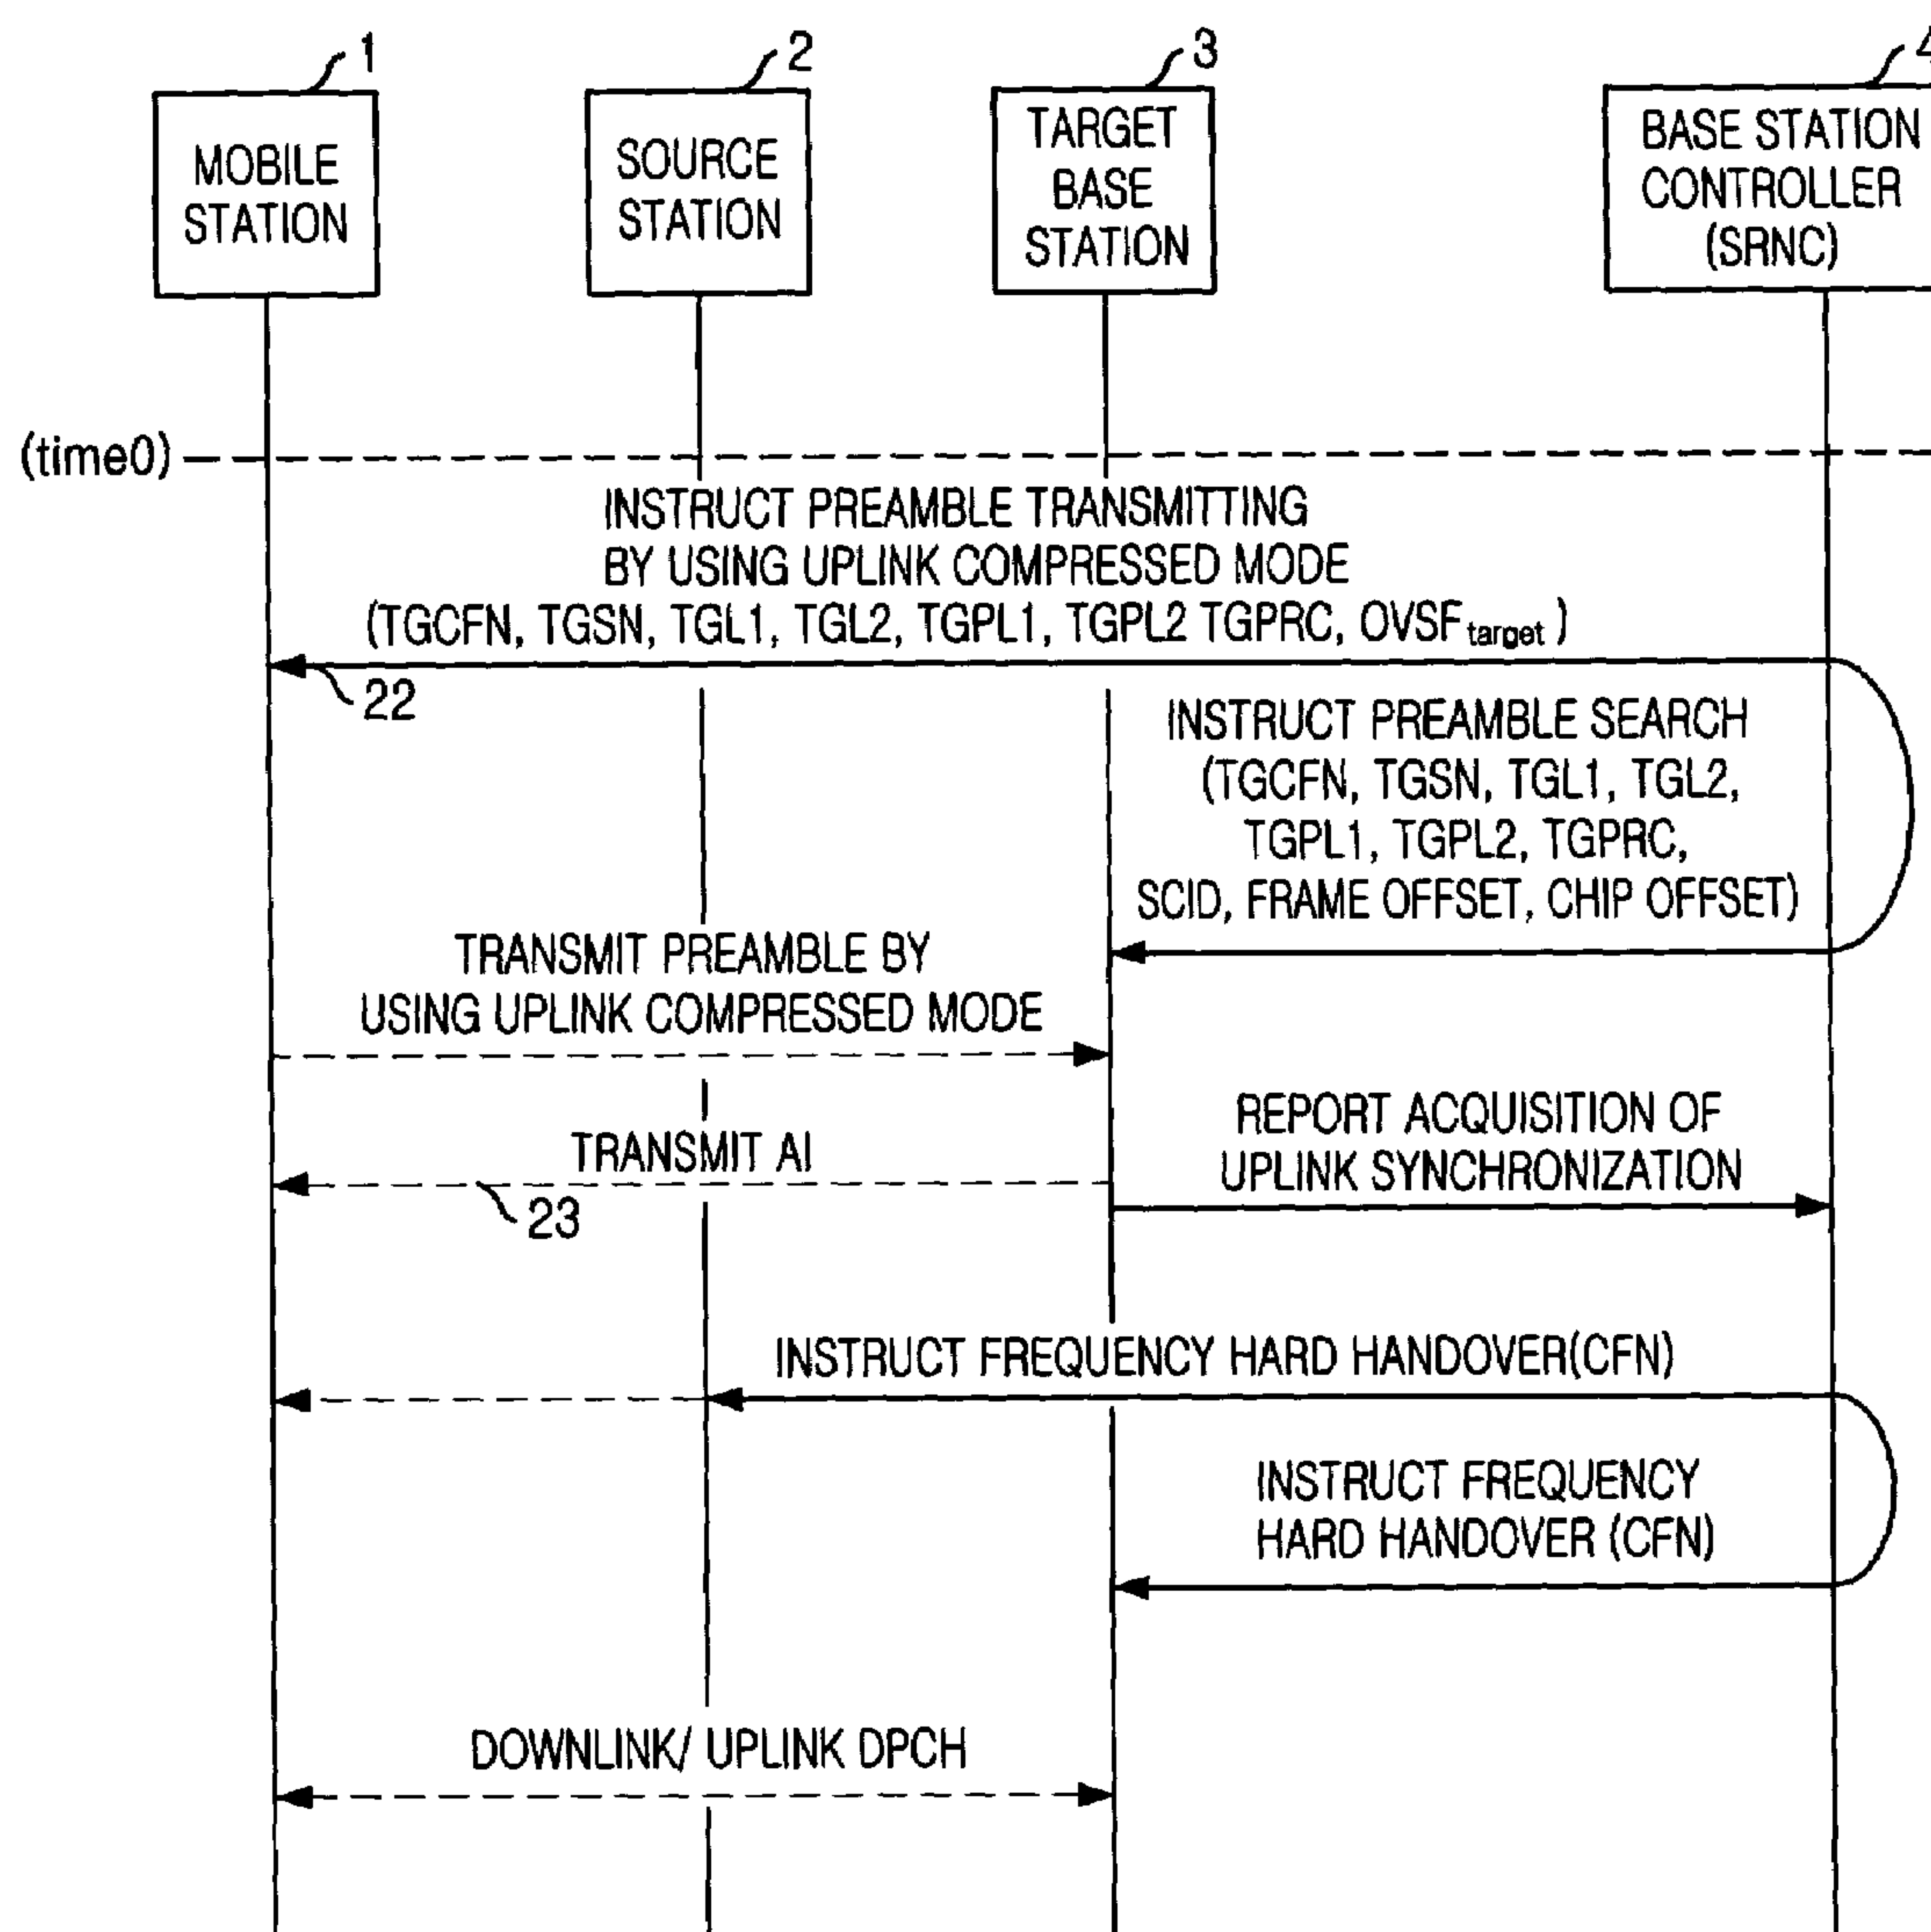 1
2
3
4
MOBILE
STATION
SOURCE
STATION
TARGET
BASE
STATION
BASE STATION
CONTROLLER
(SRNC)
(time0)
INSTRUCT PREAMBLE TRANSMITTING
BY USING UPLINK COMPRESSED MODE
(TGCFN, TGSN, TGL1, TGL2, TGPL1, TGPL2 TGPRC, OVSFtarget )
22
INSTRUCT PREAMBLE SEARCH
(TGCFN, TGSN, TGL1, TGL2,
TGPL1, TGPL2, TGPRC,
SCID, FRAME OFFSET, CHIP OFFSET)
TRANSMIT PREAMBLE BY
USING UPLINK COMPRESSED MODE
REPORT ACQUISITION OF
UPLINK SYNCHRONIZATION
TRANSMIT AI
23
INSTRUCT FREQUENCY HARD HANDOVER(CFN)
INSTRUCT FREQUENCY
HARD HANDOVER (CFN)
DOWNLINK/ UPLINK DPCH